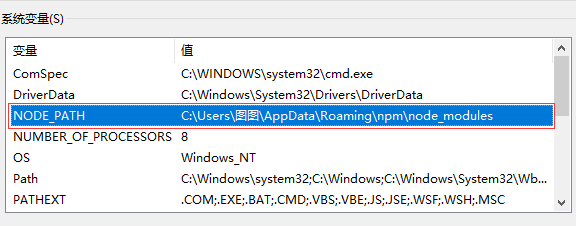 系统变量(S)
变量 值
ComSpec C:\WINDOWS\system32\cmd.exe
DriverData C:\Windows\System32\Drivers\DriverData
NODE_PATH C:\Users\图图\AppData\Roaming\npm\node_modules
NUMBER_OF_PROCESSORS 8
OS Windows_NT
Path C:\Windows\system32;C:\Windows;C:\Windows\System32\Wb...
PATHEXT .COM;.EXE;.BAT;.CMD;.VBS;.VBE;.JS;.JSE;.WSF;.WSH;.MSC